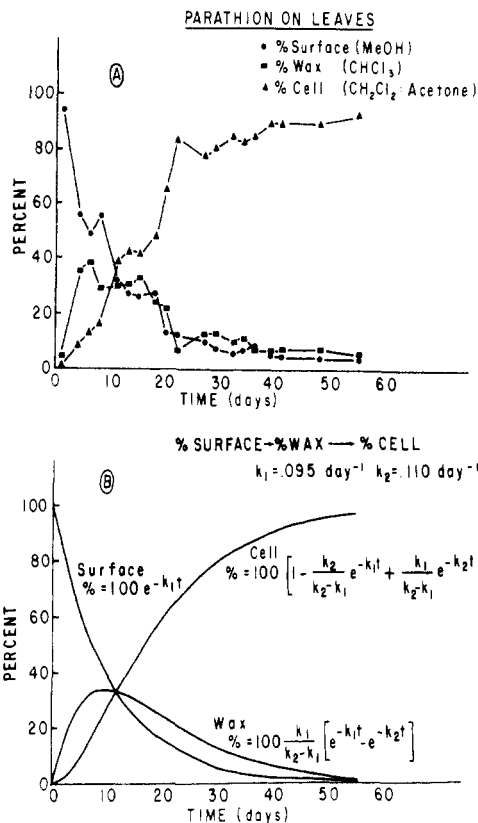 PARATHION ON LEAVES
• % Surface (MeOH)
■ % Wax (CHCl3)
▲ % Cell (CH2Cl2 : Acetone)
A
100
80
60
40
20
0
PERCENT
0 10 20 30 40 50 60
TIME (days)
% SURFACE → % WAX → % CELL
k1 = .095 day⁻¹ k2 = .110 day⁻¹
B
100
80
60
40
20
0
PERCENT
Surface
% = 100 e^-k1t
Cell
% = 100 [1 - k2/(k2-k1) e^-k1t + k1/(k2-k1) e^-k2t
Wax
% = 100 k1/(k2-k1) [e^-k1t - e^-k2t]
0 10 20 30 40 50 60
TIME (days)